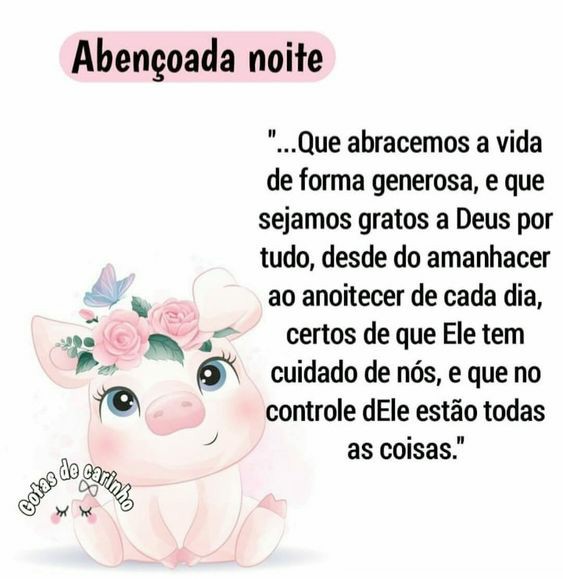 Abençoada noite
"...Que abracemos a vida
de forma generosa, e que
sejamos gratos a Deus por
tudo, desde do amanhacer
ao anoitecer de cada dia,
certos de que Ele tem
cuidado de nós, e que no
controle dEle estão todas
as coisas."
Gotas de carinho